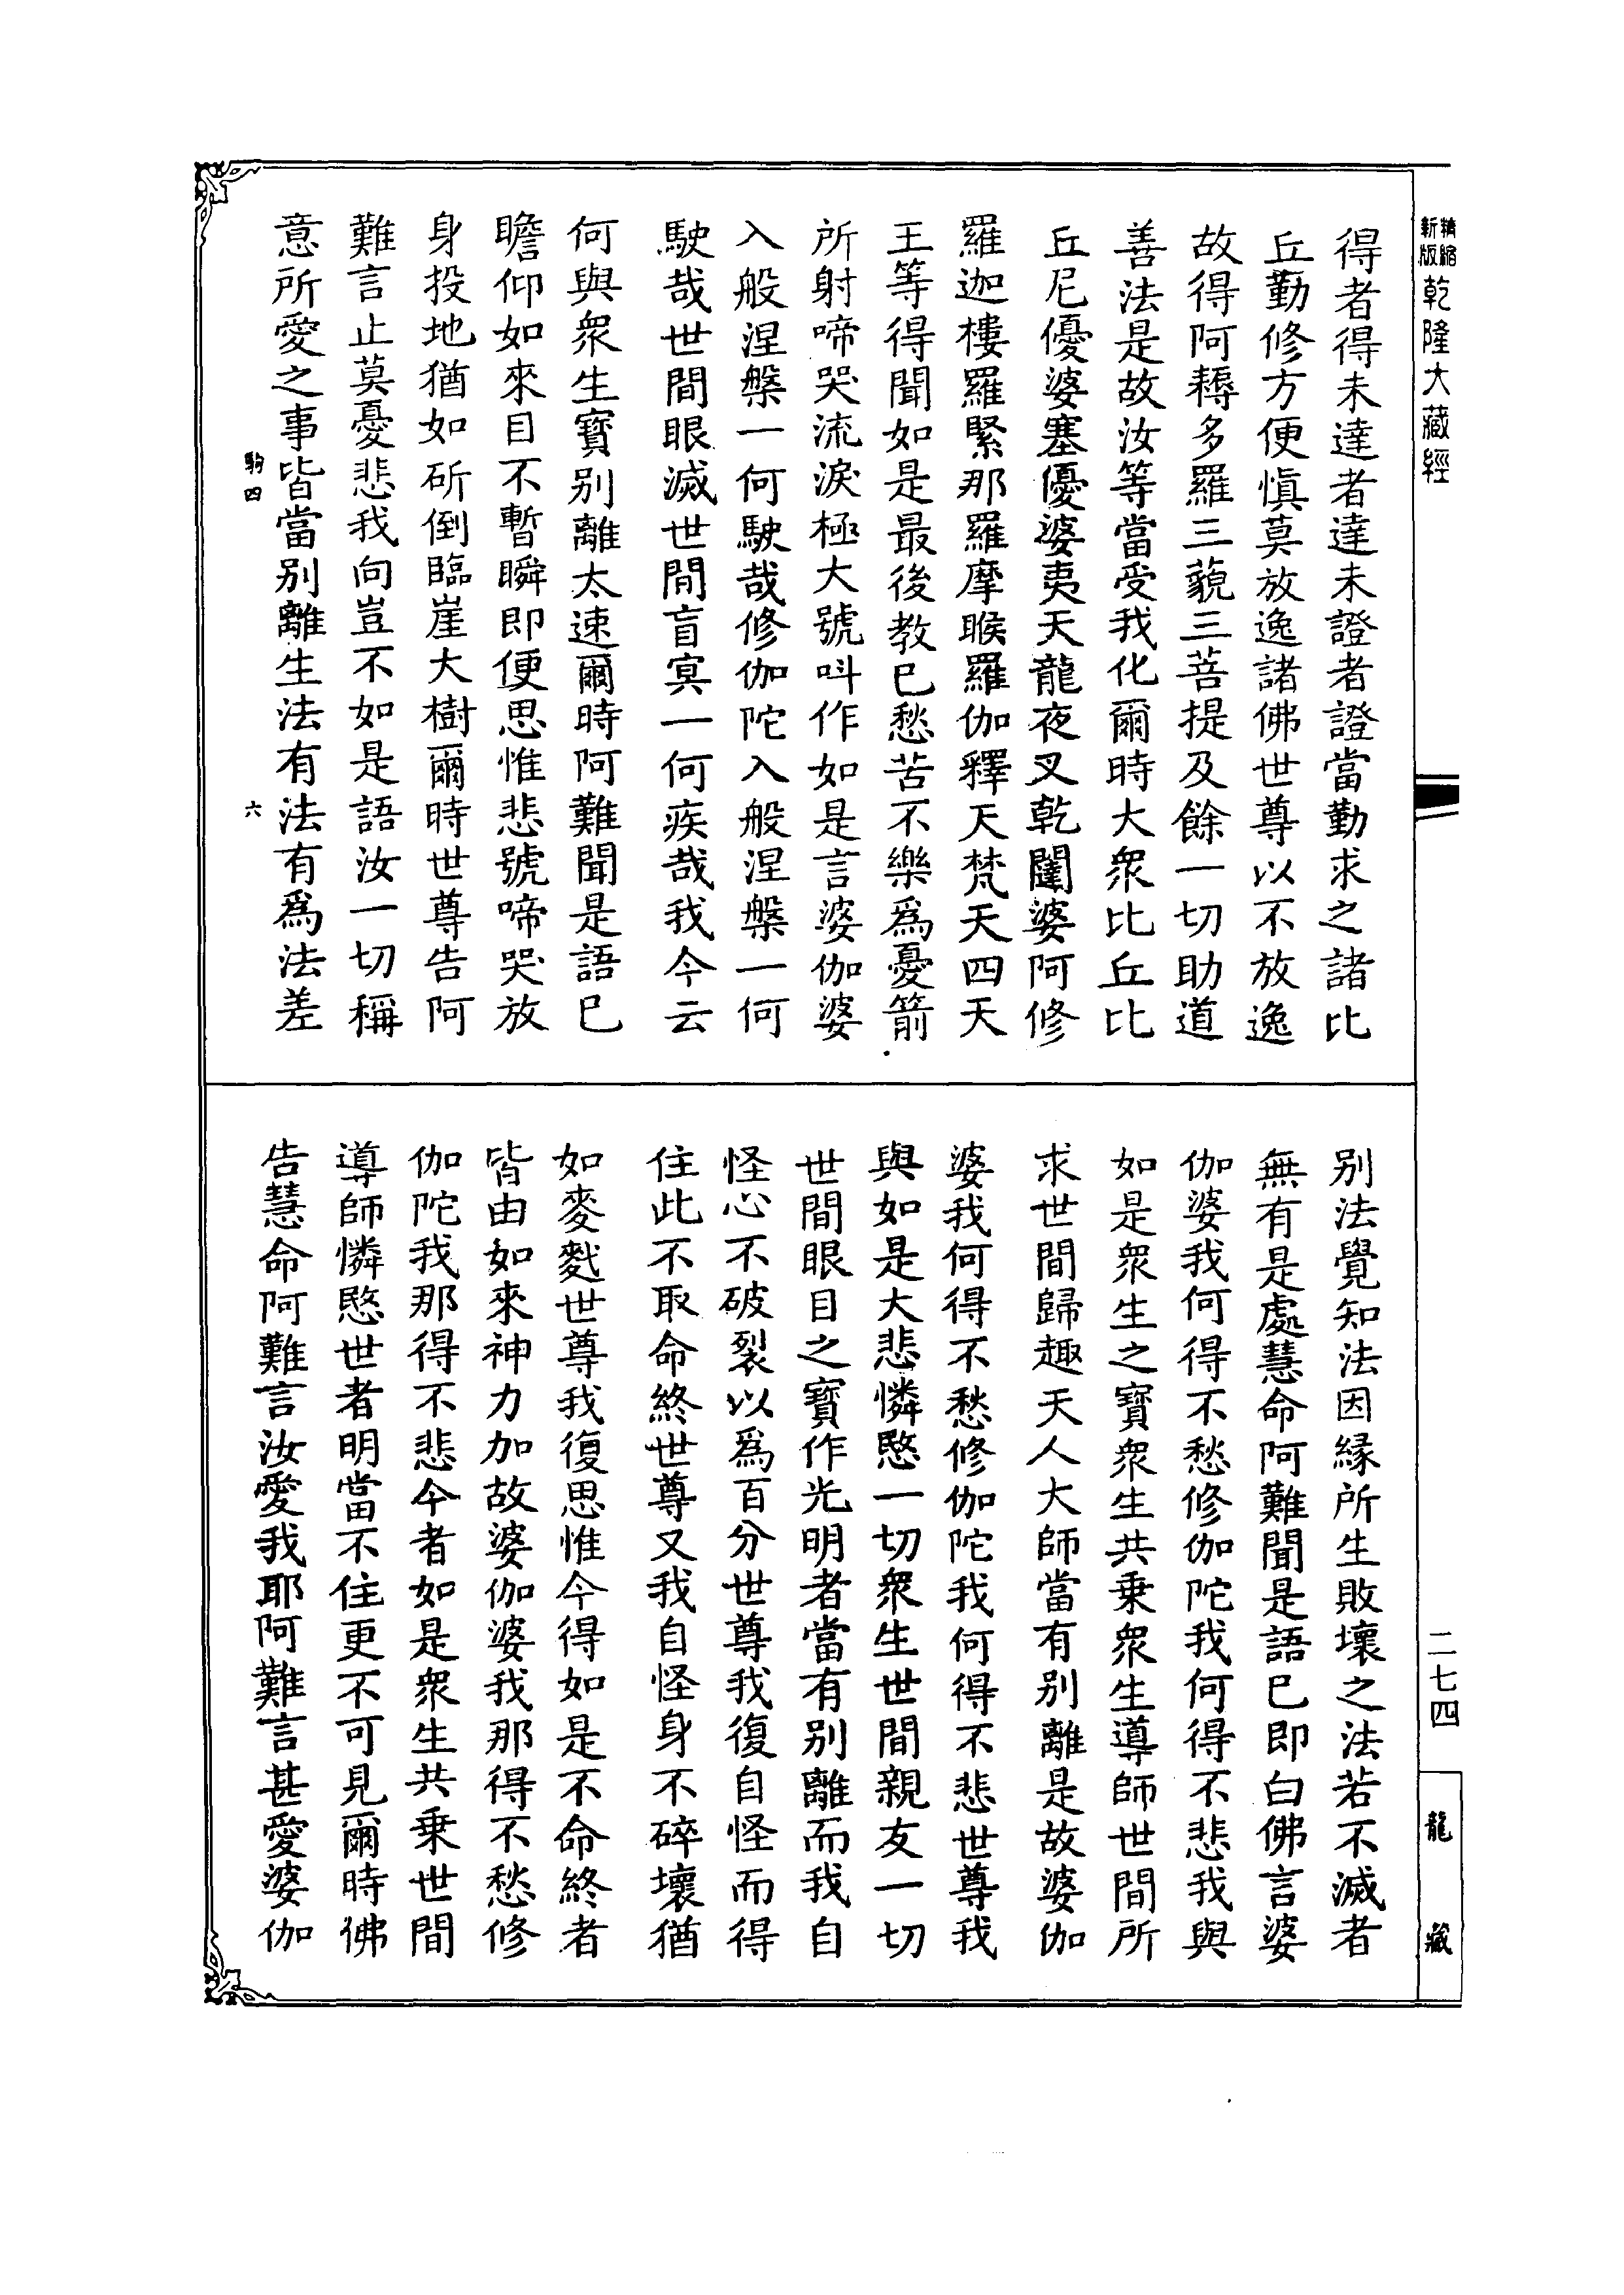 精縮新版乾隆大藏經
得者得未達者達未證者證當勤求之諸比
丘勤修方便慎莫放逸諸佛世尊以不放逸
故得阿耨多羅三藐三菩提及餘一切助道
善法是故汝等當受我化爾時大眾比丘比
丘尼優婆塞優婆夷天龍夜叉乾闥婆阿修
羅迦樓羅緊那羅摩睺羅伽釋天梵天四天
王等得聞如是最後教已愁苦不樂為憂箭
所射啼哭流淚極大號叫作如是言婆伽婆
入般涅槃一何駛哉修伽陀入般涅槃一何
駛哉世間眼滅世間盲冥一何疾哉我今云
何與眾生寶別離太速爾時阿難聞是語已
瞻仰如來目不暫瞬即便思惟悲號啼哭放
身投地猶如斫倒臨崖大樹爾時世尊告阿
難言止莫憂悲我向豈不如是語汝一切稱
意所愛之事皆當別離生法有法有為法差
駒四
六
別法覺知法因緣所生敗壞之法若不滅者
無有是處慧命阿難聞是語已即白佛言婆
伽婆我何得不愁修伽陀我何得不悲我與
如是眾生之寶眾生共乘眾生導師世間所
求世間歸趣天人大師當有別離是故婆伽
婆我何得不愁修伽陀我何得不悲世尊我
與如是大悲憐愍一切眾生世間親友一切
世間眼目之寶作光明者當有別離而我自
怪心不破裂以為百分世尊我復自怪而得
住此不取命終世尊又我自怪身不碎壞猶
如麥麨世尊我復思惟今得如是不命終者
皆由如來神力加故婆伽婆我那得不愁修
伽陀我那得不悲今者如是眾生共乘世間
導師憐愍世者明當不住更不可見爾時佛
告慧命阿難言汝愛我耶阿難言甚愛婆伽
二七四
龍藏